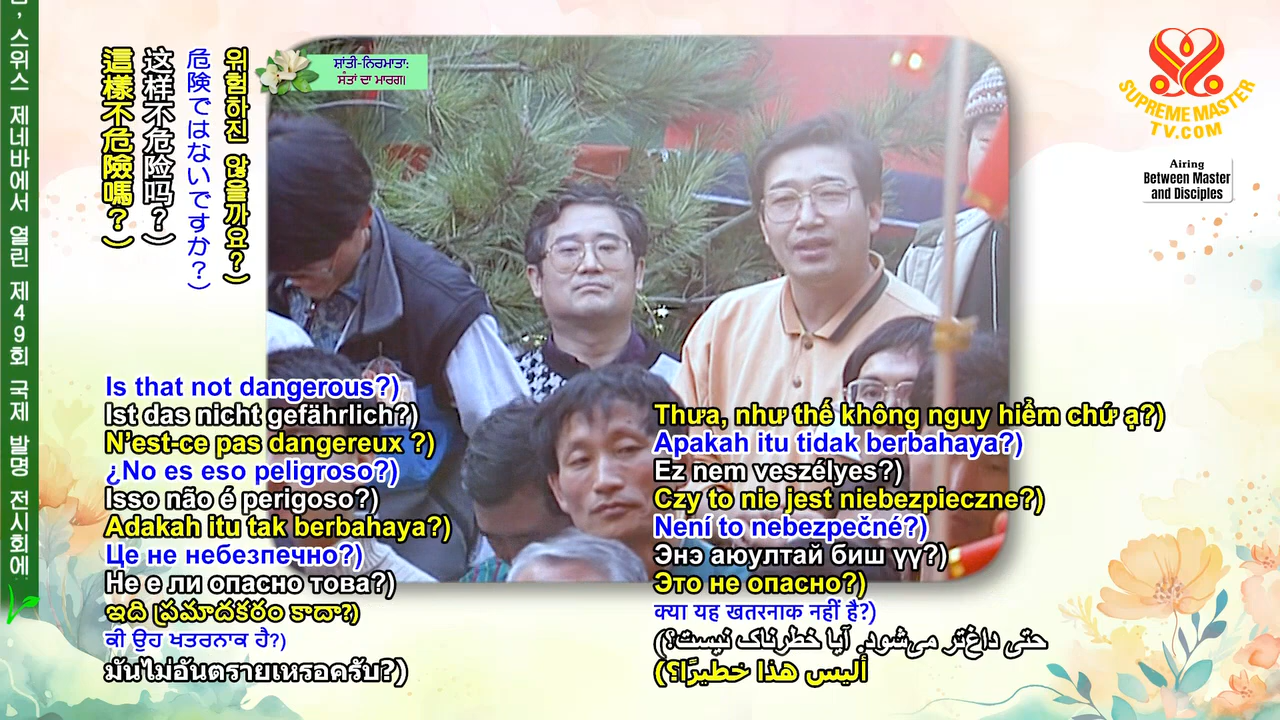 , 스위스 제네바에서 열린 제49회 국제 발명 전시회에
위험하진 않을까요?)
危険ではないですか？)
这样不危险吗？)
這樣不危險嗎？)
ਸ਼ਾਂਤੀ-ਨਿਰਮਾਤਾ:
ਸੰਤਾਂ ਦਾ ਮਾਰਗ।
SUPREME MASTER
TV.COM
Airing
Between Master
and Disciples
Is that not dangerous?)
Ist das nicht gefährlich?)
N'est-ce pas dangereux ?)
¿No es eso peligroso?)
Isso não é perigoso?)
Adakah itu tak berbahaya?)
Це не небезпечно?)
Не е ли опасно това?)
ఇది ప్రమాదకరం కాదా?)
ਕੀ ਉਹ ਖਤਰਨਾਕ ਹੈ?)
มันไม่อันตรายเหรอครับ?)
Thưa, như thế không nguy hiểm chứ ạ?)
Apakah itu tidak berbahaya?)
Ez nem veszélyes?)
Czy to nie jest niebezpieczne?)
Není to nebezpečné?)
Энэ аюултай биш үү?)
Это не опасно?)
क्या यह खतरनाक नहीं है?)
حتی داغ‌تر می‌شود. آیا خطرناک نیست؟)
أليس هذا خطيرًا؟)